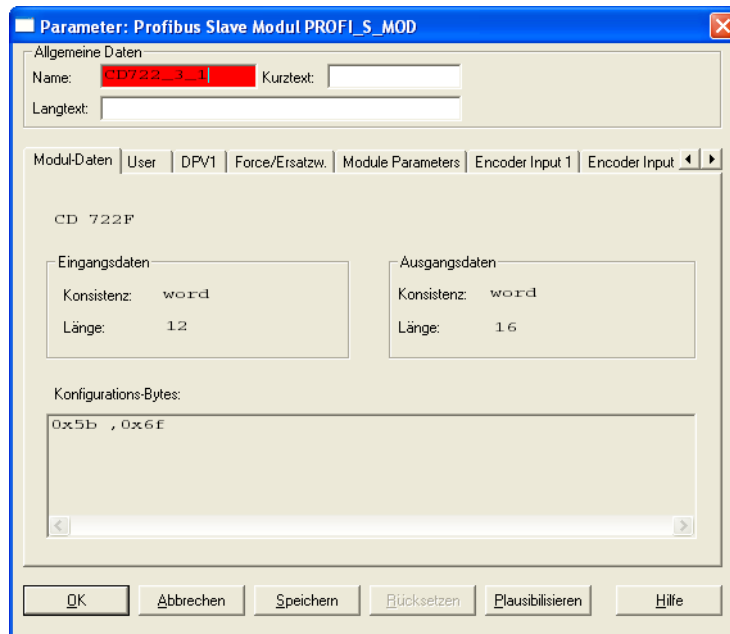 Parameter: Profibus Slave Modul PROFI_S_MOD
Allgemeine Daten
Name: CD722_3_1 Kurztext:
Langtext:
Modul-Daten User DPV1 Force/Ersatzw. Module Parameters Encoder Input 1 Encoder Input
CD 722F
Eingangsdaten Ausgangsdaten
Konsistenz: word Konsistenz: word
Länge: 12 Länge: 16
Konfigurations-Bytes:
0x5b ,0x6f
OK Abbrechen Speichern Rücksetzen Plausibilisieren Hilfe